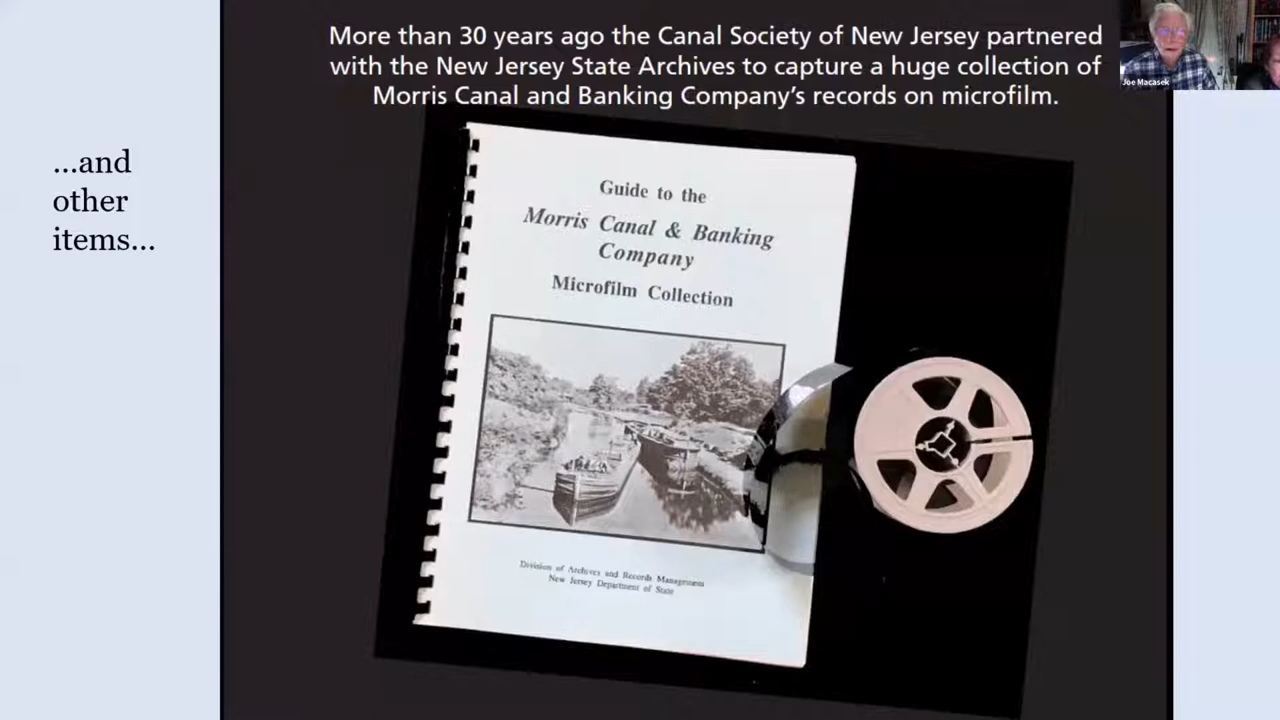 More than 30 years ago the Canal Society of New Jersey partnered
with the New Jersey State Archives to capture a huge collection of
Morris Canal and Banking Company’s records on microfilm.
Joe Macasek
...and
other
items...
Guide to the
Morris Canal & Banking
Company
Microfilm Collection
Division of Archives and Records Management
New Jersey Department of State